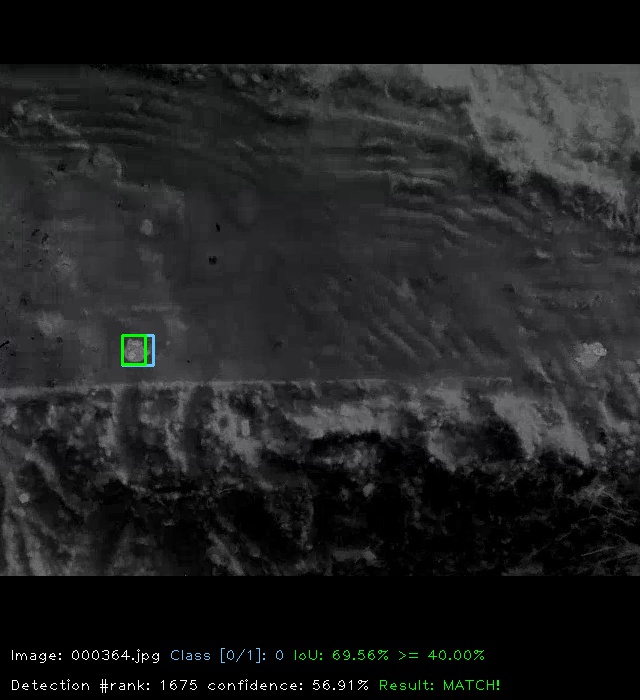 Image: 000364.jpg Class [0/1]: 0 IoU: 69.56% >= 40.00%
Detection #rank: 1675 confidence: 56.91% Result: MATCH!